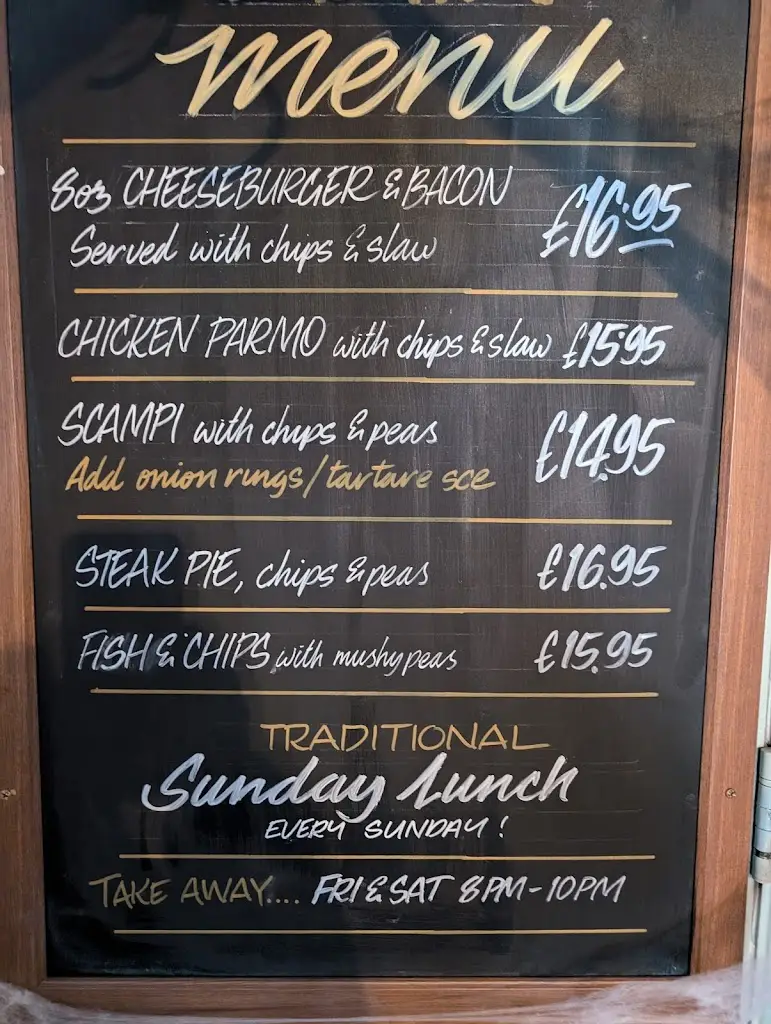 menu
8oz CHEESEBURGER & BACON £16.95
Served with chips & slaw
CHICKEN PARMO with chips & slaw £15.95
SCAMPI with chips & peas £14.95
Add onion rings/tartare sce
STEAK PIE, chips & peas £16.95
FISH & CHIPS with mushy peas £15.95
TRADITIONAL
Sunday Lunch
EVERY SUNDAY!
TAKE AWAY.... FRI & SAT 8PM-10PM